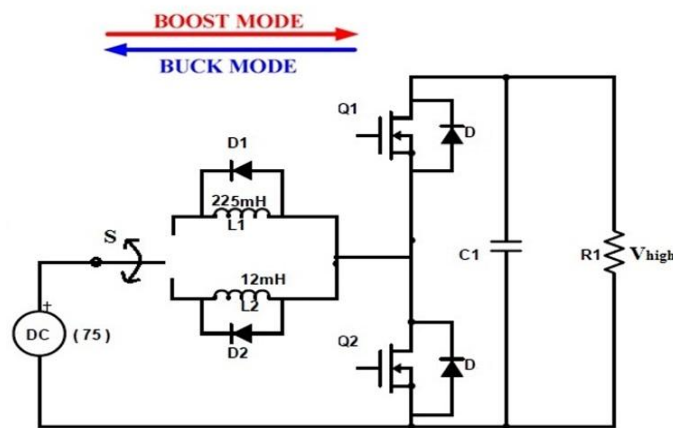 BOOST MODE
BUCK MODE
Q1
D
D1
225mH
L1
S
12mH
L2
D2
DC
+
(75)
C1
R1
Vhigh
Q2
D